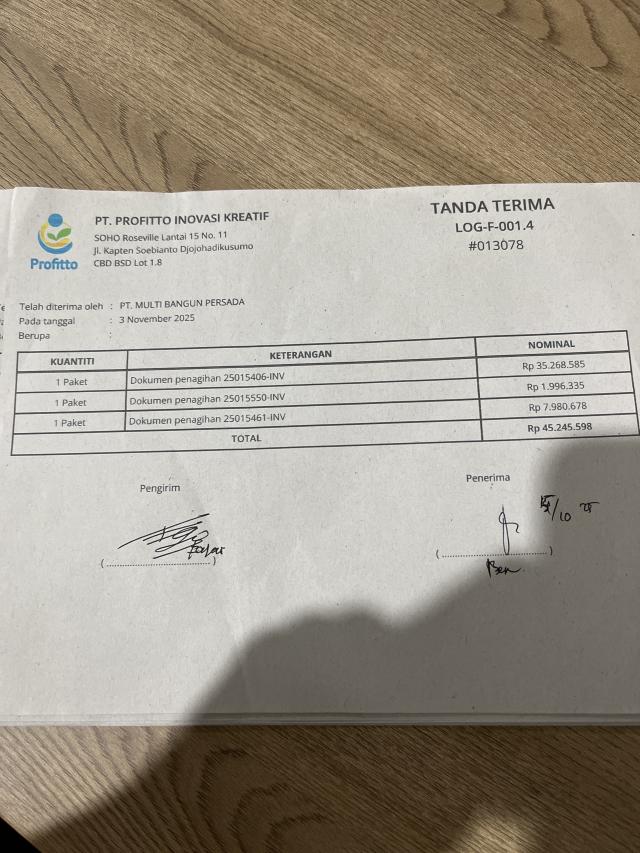 PT. PROFITTO INOVASI KREATIF
SOHO Roseville Lantai 15 No. 11
Jl. Kapten Soebianto Djojohadikusumo
CBD BSD Lot 1.8
Profitto
TANDA TERIMA
LOG-F-001.4
#013078
Telah diterima oleh : PT. MULTI BANGUN PERSADA
Pada tanggal : 3 November 2025
Berupa :
KUANTITI KETERANGAN NOMINAL
1 Paket Dokumen penagihan 25015406-INV Rp 35.268.585
1 Paket Dokumen penagihan 25015550-INV Rp 1.996.335
1 Paket Dokumen penagihan 25015461-INV Rp 7.980.678
TOTAL Rp 45.245.598
Pengirim
Penerima
Fajar
(..............................)
(..............................)
Ben